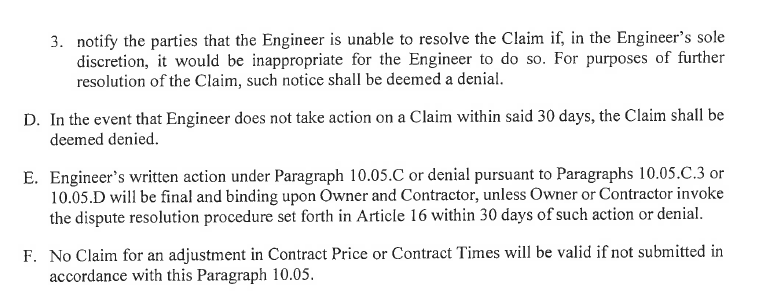 3. notify the parties that the Engineer is unable to resolve the Claim if, in the Engineer's sole
discretion, it would be inappropriate for the Engineer to do so. For purposes of further
resolution of the Claim, such notice shall be deemed a denial.
D. In the event that Engineer does not take action on a Claim within said 30 days, the Claim shall be
deemed denied.
E. Engineer's written action under Paragraph 10.05.C or denial pursuant to Paragraphs 10.05.C.3 or
10.05.D will be final and binding upon Owner and Contractor, unless Owner or Contractor invoke
the dispute resolution procedure set forth in Article 16 within 30 days of such action or denial.
F. No Claim for an adjustment in Contract Price or Contract Times will be valid if not submitted in
accordance with this Paragraph 10.05.